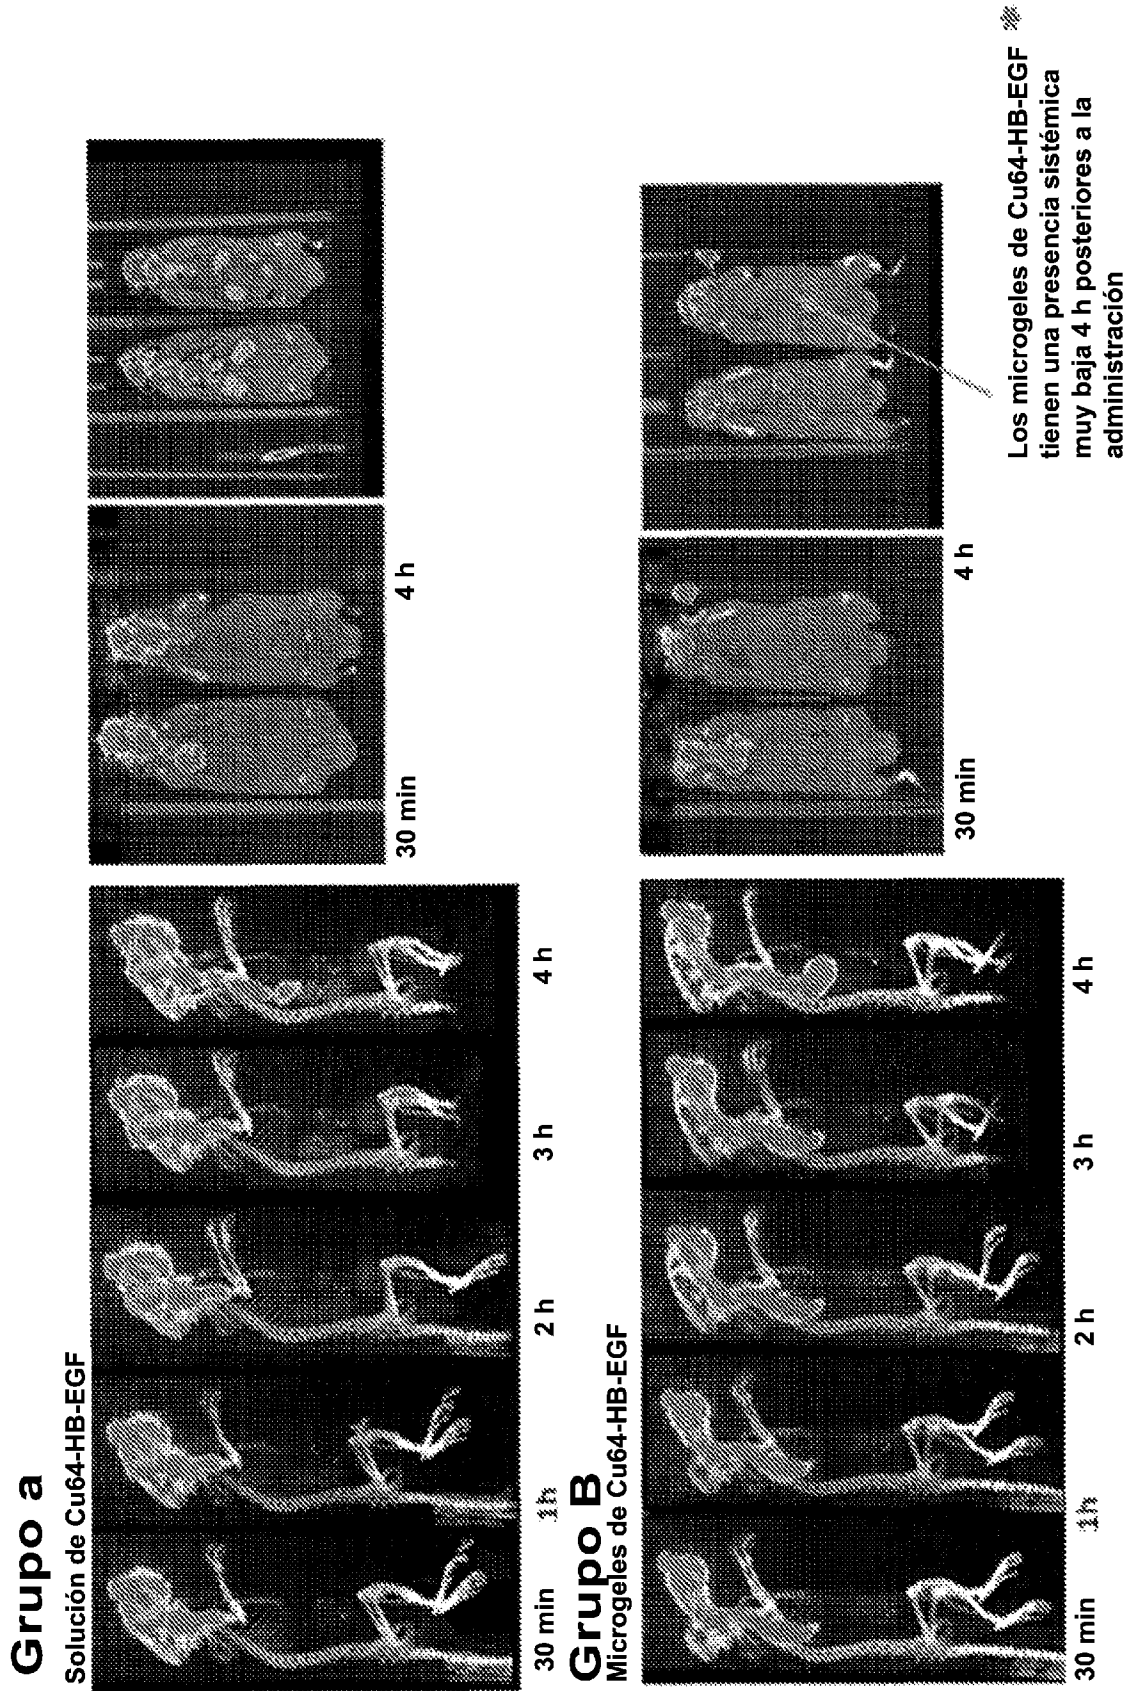 Grupo a
Solución de Cu64-HB-EGF
30 min
1h
2 h
3 h
4 h
30 min
4 h
Grupo B
Microgeles de Cu64-HB-EGF
30 min
1h
2 h
3 h
4 h
30 min
4 h
Los microgeles de Cu64-HB-EGF
tienen una presencia sistémica
muy baja 4 h posteriores a la
administración